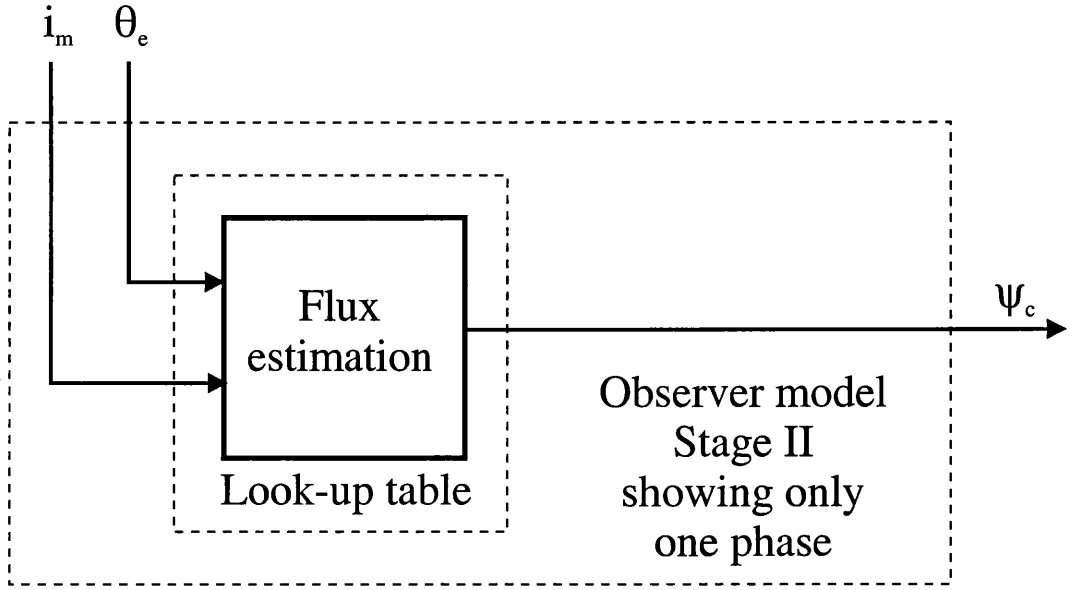 i_m θ_e
Flux
estimation
Look-up table
ψ_c
Observer model
Stage II
showing only
one phase